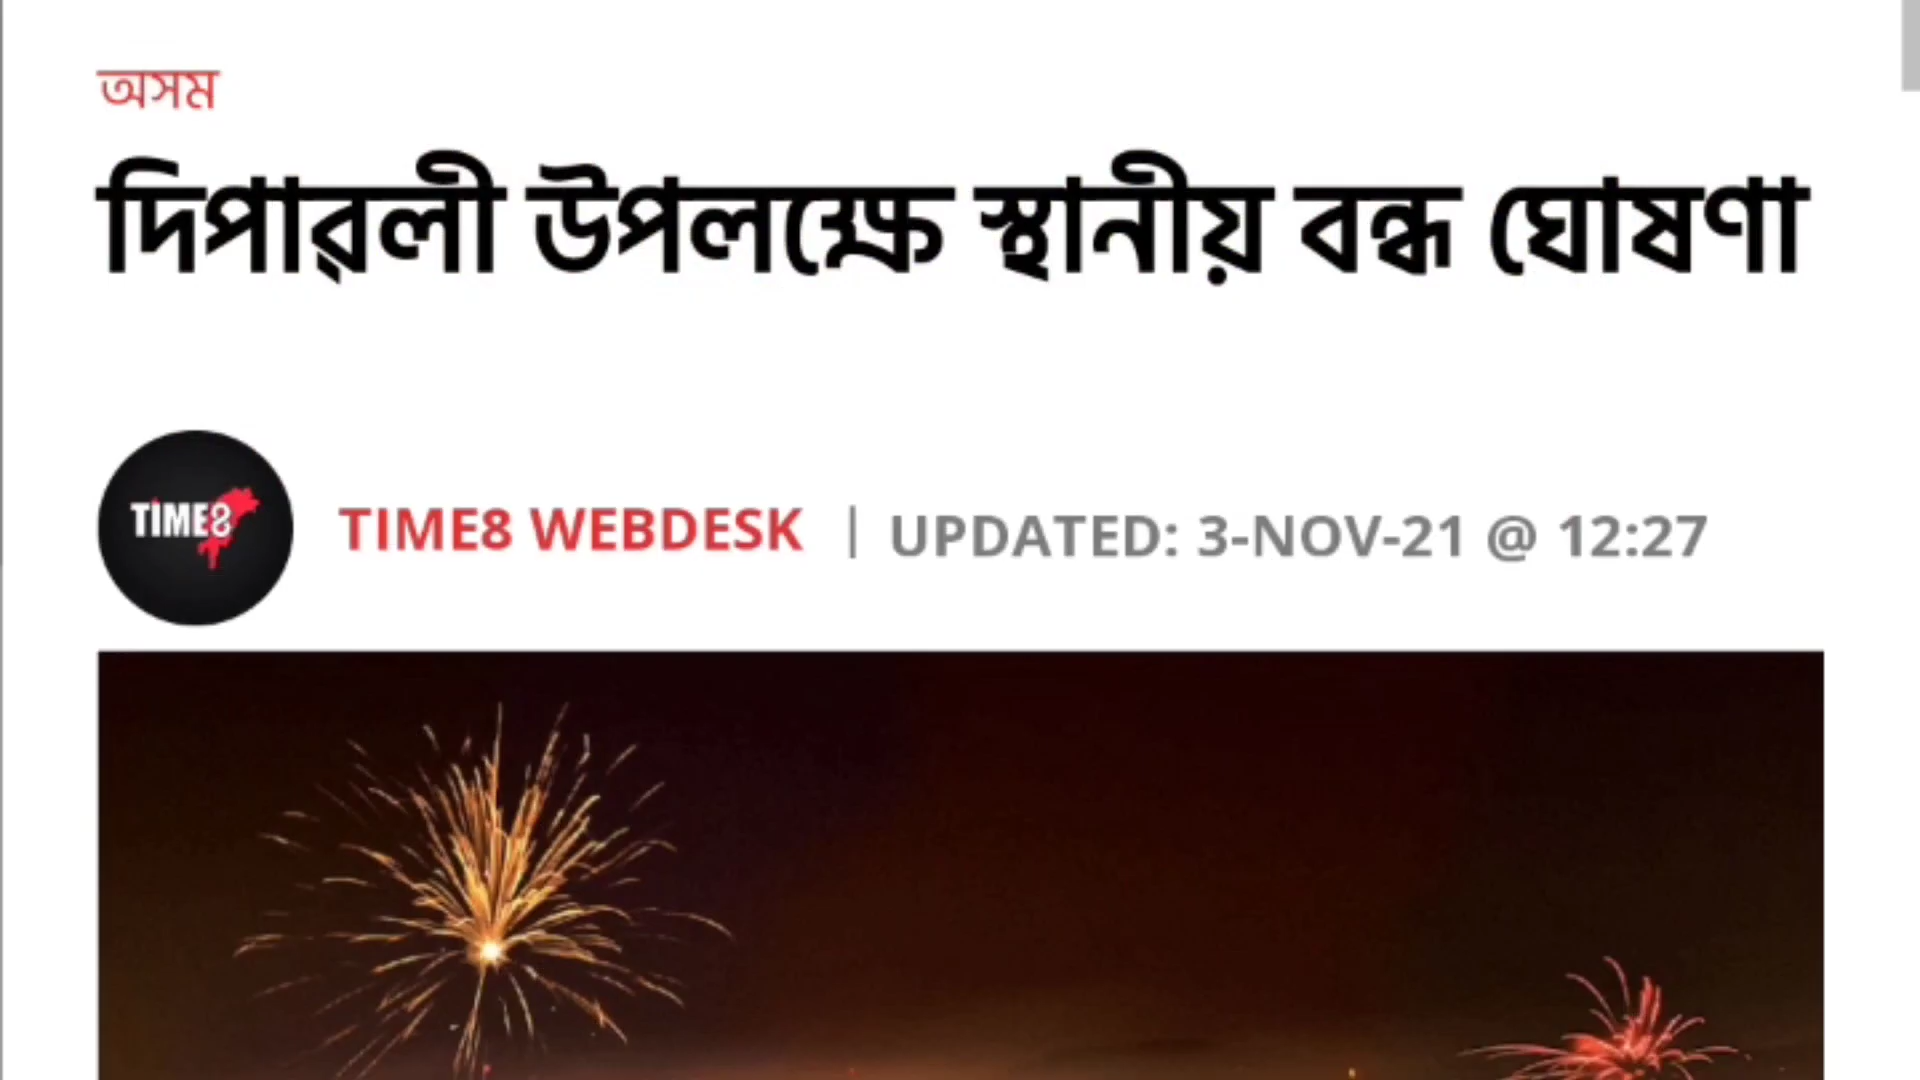 অসম
দিপাৱলী উপলক্ষে স্থানীয় বন্ধ ঘোষণা
TIME8
TIME8 WEBDESK | UPDATED: 3-NOV-21 @ 12:27